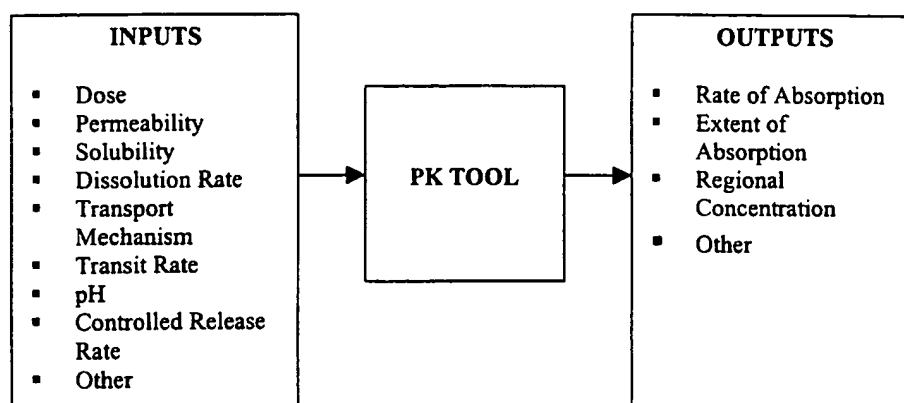 INPUTS
▪ Dose
▪ Permeability
▪ Solubility
▪ Dissolution Rate
▪ Transport
Mechanism
▪ Transit Rate
▪ pH
▪ Controlled Release
Rate
▪ Other
PK TOOL
OUTPUTS
▪ Rate of Absorption
▪ Extent of
Absorption
▪ Regional
Concentration
▪ Other